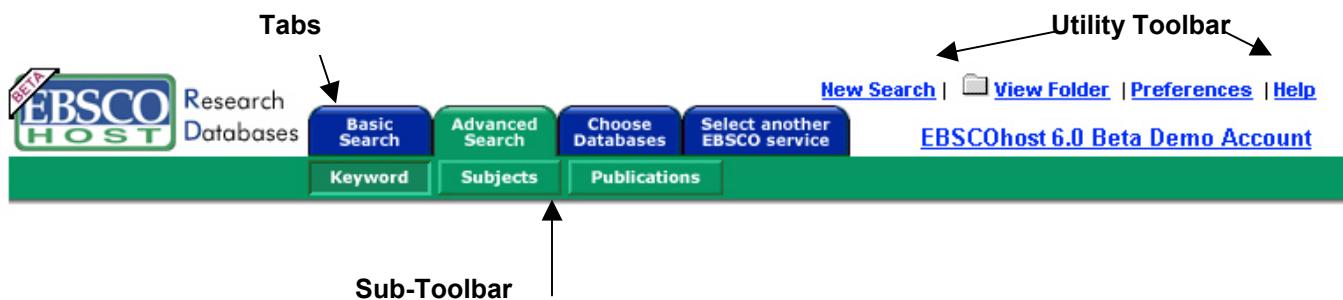 Tabs
Utility Toolbar
BETA
EBSCO
HOST
Research
Databases
New Search | View Folder | Preferences | Help
Basic
Search
Advanced
Search
Choose
Databases
Select another
EBSCO service
EBSCOhost 6.0 Beta Demo Account
Keyword
Subjects
Publications
Sub-Toolbar